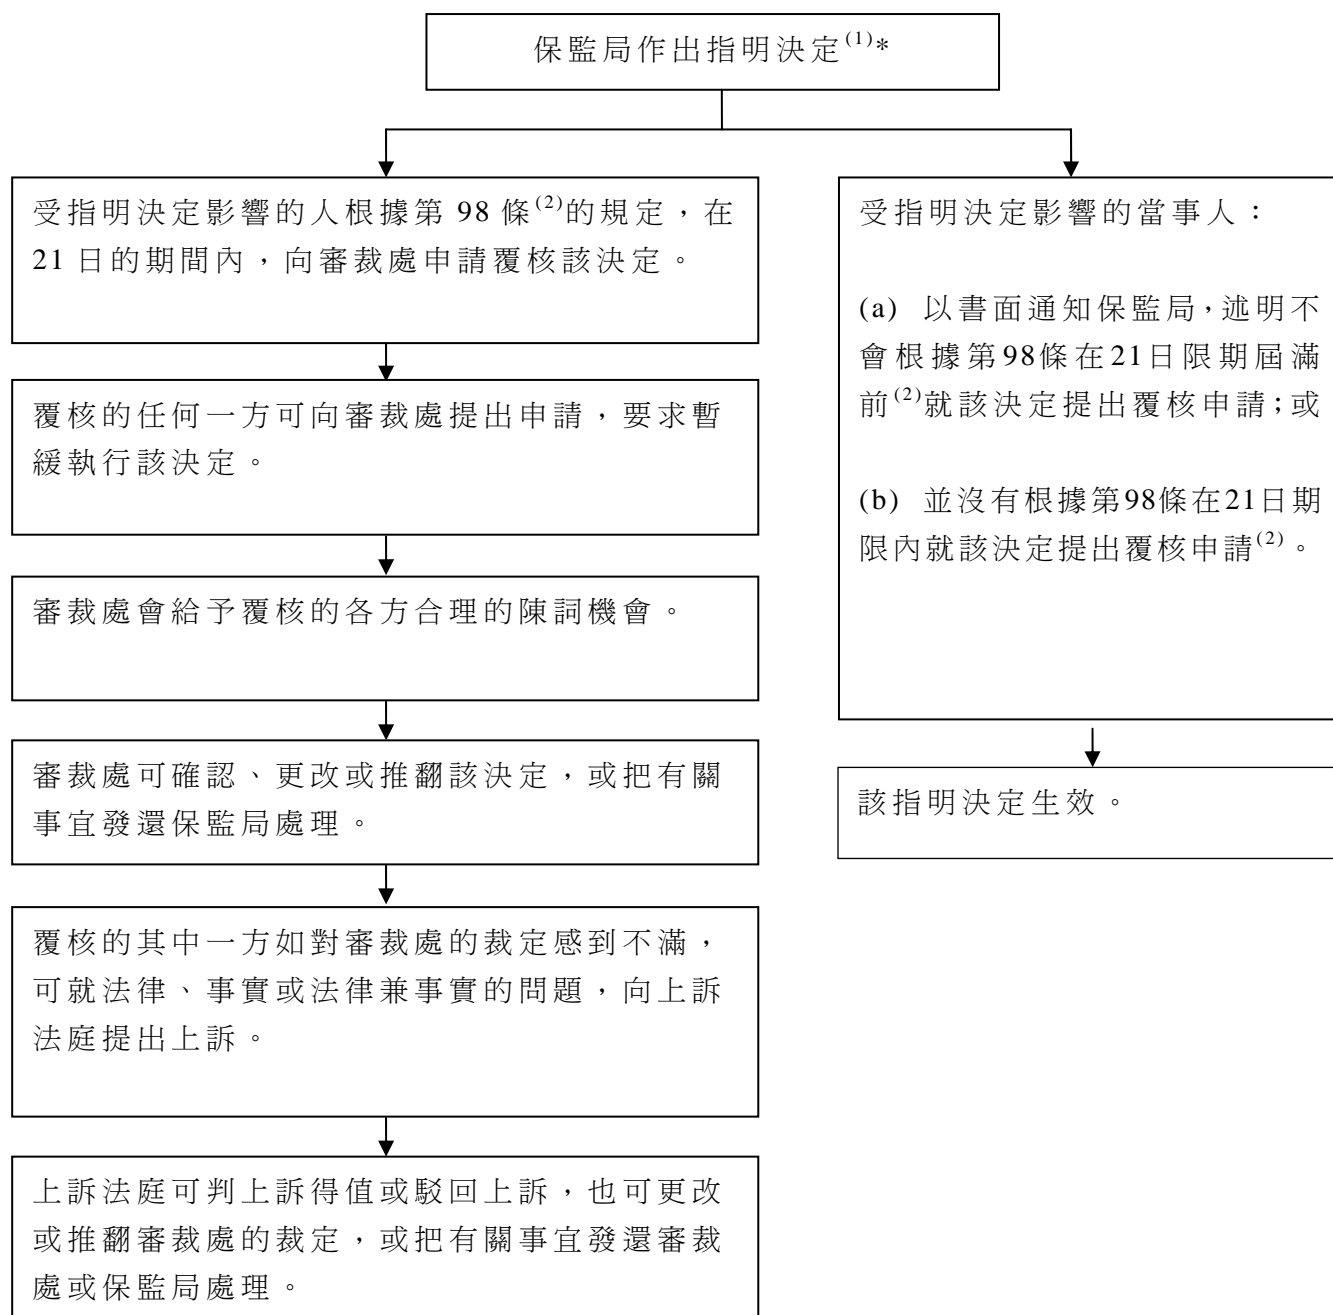 保監局作出指明決定(1)*
受指明決定影響的人根據第 98 條(2)的規定，在
21 日的期間內，向審裁處申請覆核該決定。
覆核的任何一方可向審裁處提出申請，要求暫
緩執行該決定。
審裁處會給予覆核的各方合理的陳詞機會。
審裁處可確認、更改或推翻該決定，或把有關
事宜發還保監局處理。
覆核的其中一方如對審裁處的裁定感到不滿，
可就法律、事實或法律兼事實的問題，向上訴
法庭提出上訴。
上訴法庭可判上訴得值或駁回上訴，也可更改
或推翻審裁處的裁定，或把有關事宜發還審裁
處或保監局處理。
受指明決定影響的當事人：
(a) 以書面通知保監局，述明不
會根據第98條在21日限期屆滿
前(2)就該決定提出覆核申請；或
(b) 並沒有根據第98條在21日期
限內就該決定提出覆核申請(2)。
該指明決定生效。